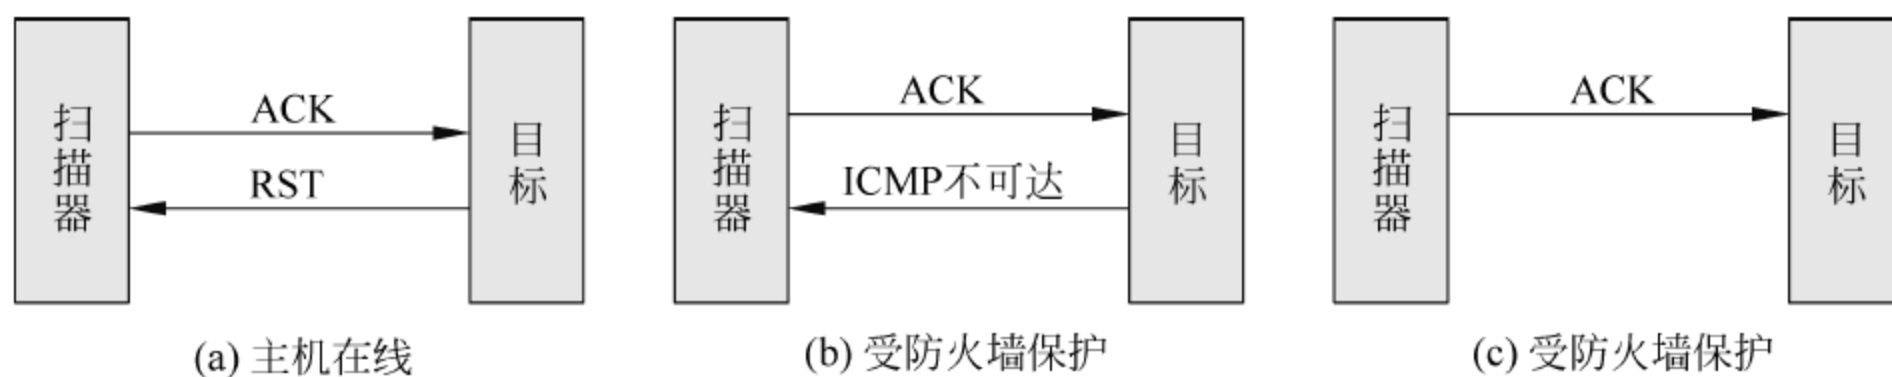 扫描器
ACK
RST
目标
(a) 主机在线
扫描器
ACK
ICMP不可达
目标
(b) 受防火墙保护
扫描器
ACK
目标
(c) 受防火墙保护